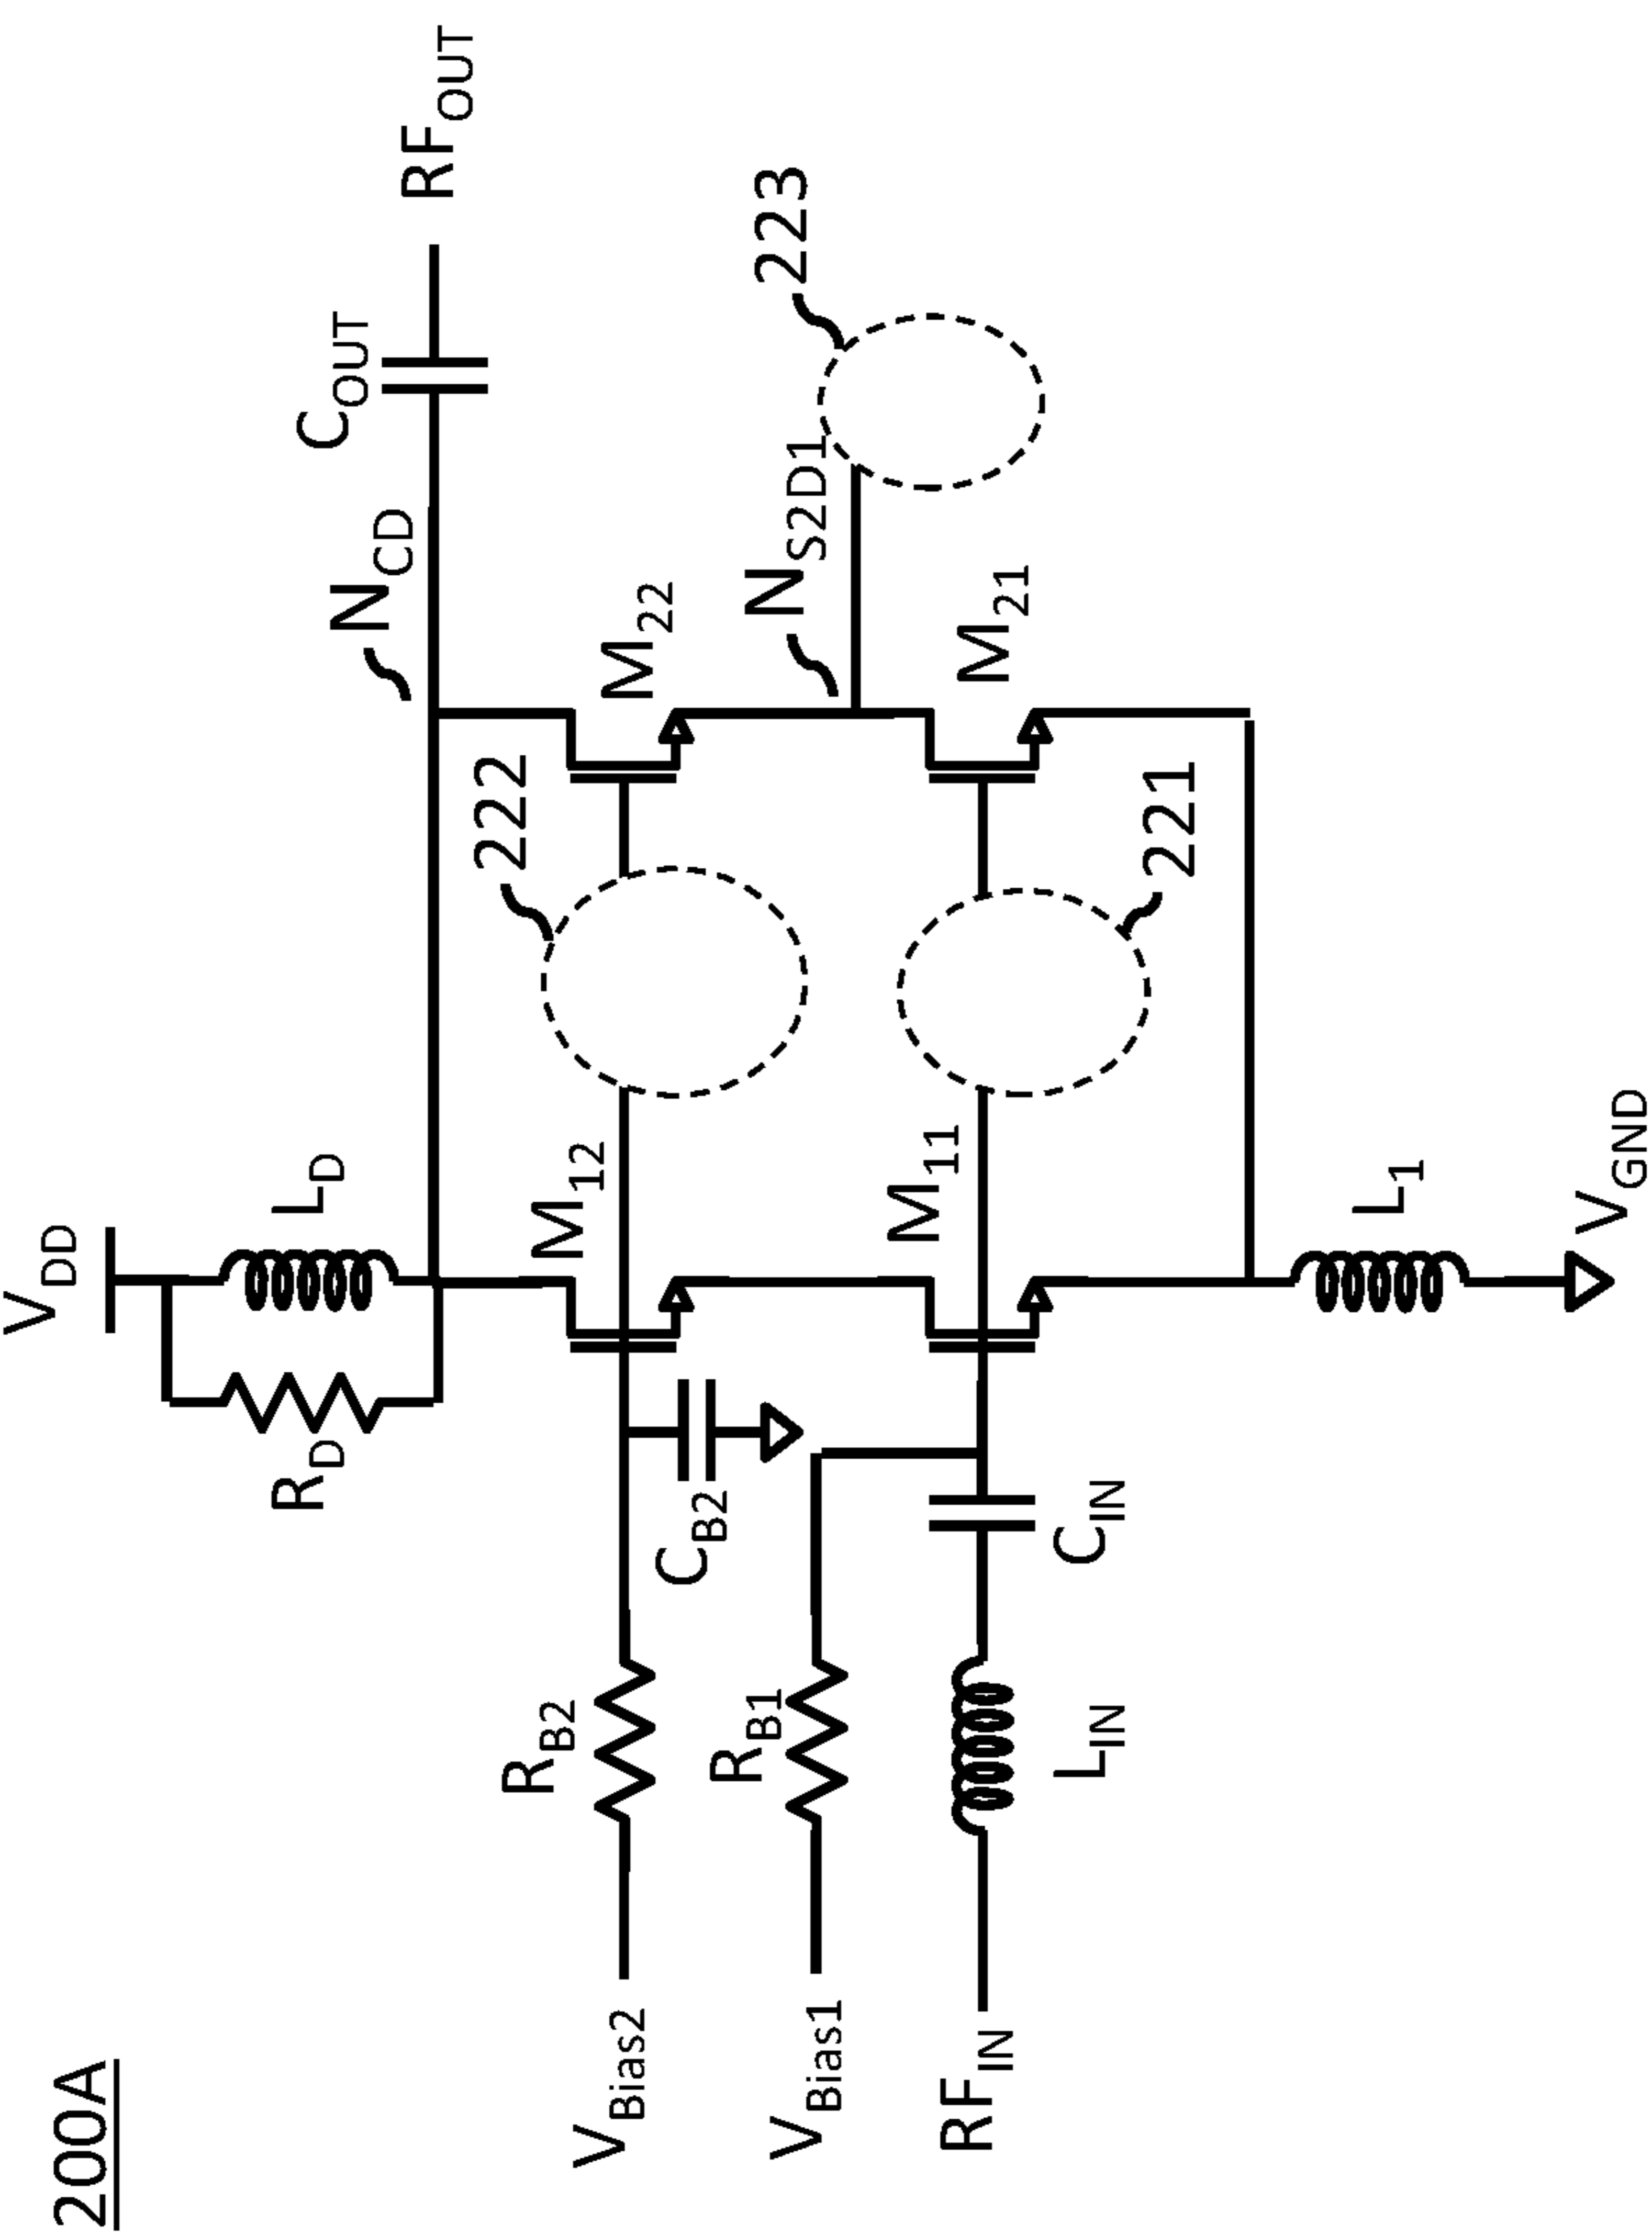 200A
V_DD
R_D
L_D
N_CD
C_OUT
RF_OUT
V_Bias2
R_B2
M_12
222
M_22
C_B2
V_Bias1
R_B1
N_S2D1
223
RF_IN
L_IN
C_IN
M_11
221
M_21
L_1
V_GND